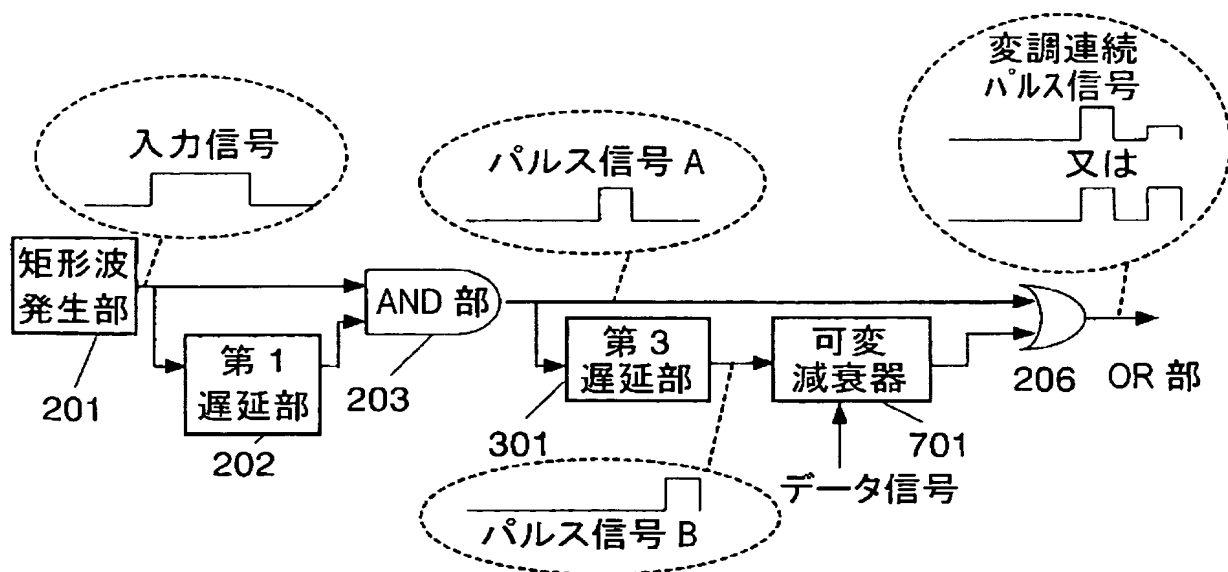 変調連続
パルス信号
又は
入力信号
パルス信号 A
矩形波
発生部
201
第 1
遅延部
202
AND 部
203
第 3
遅延部
301
可変
減衰器
701
データ信号
206 OR 部
パルス信号 B